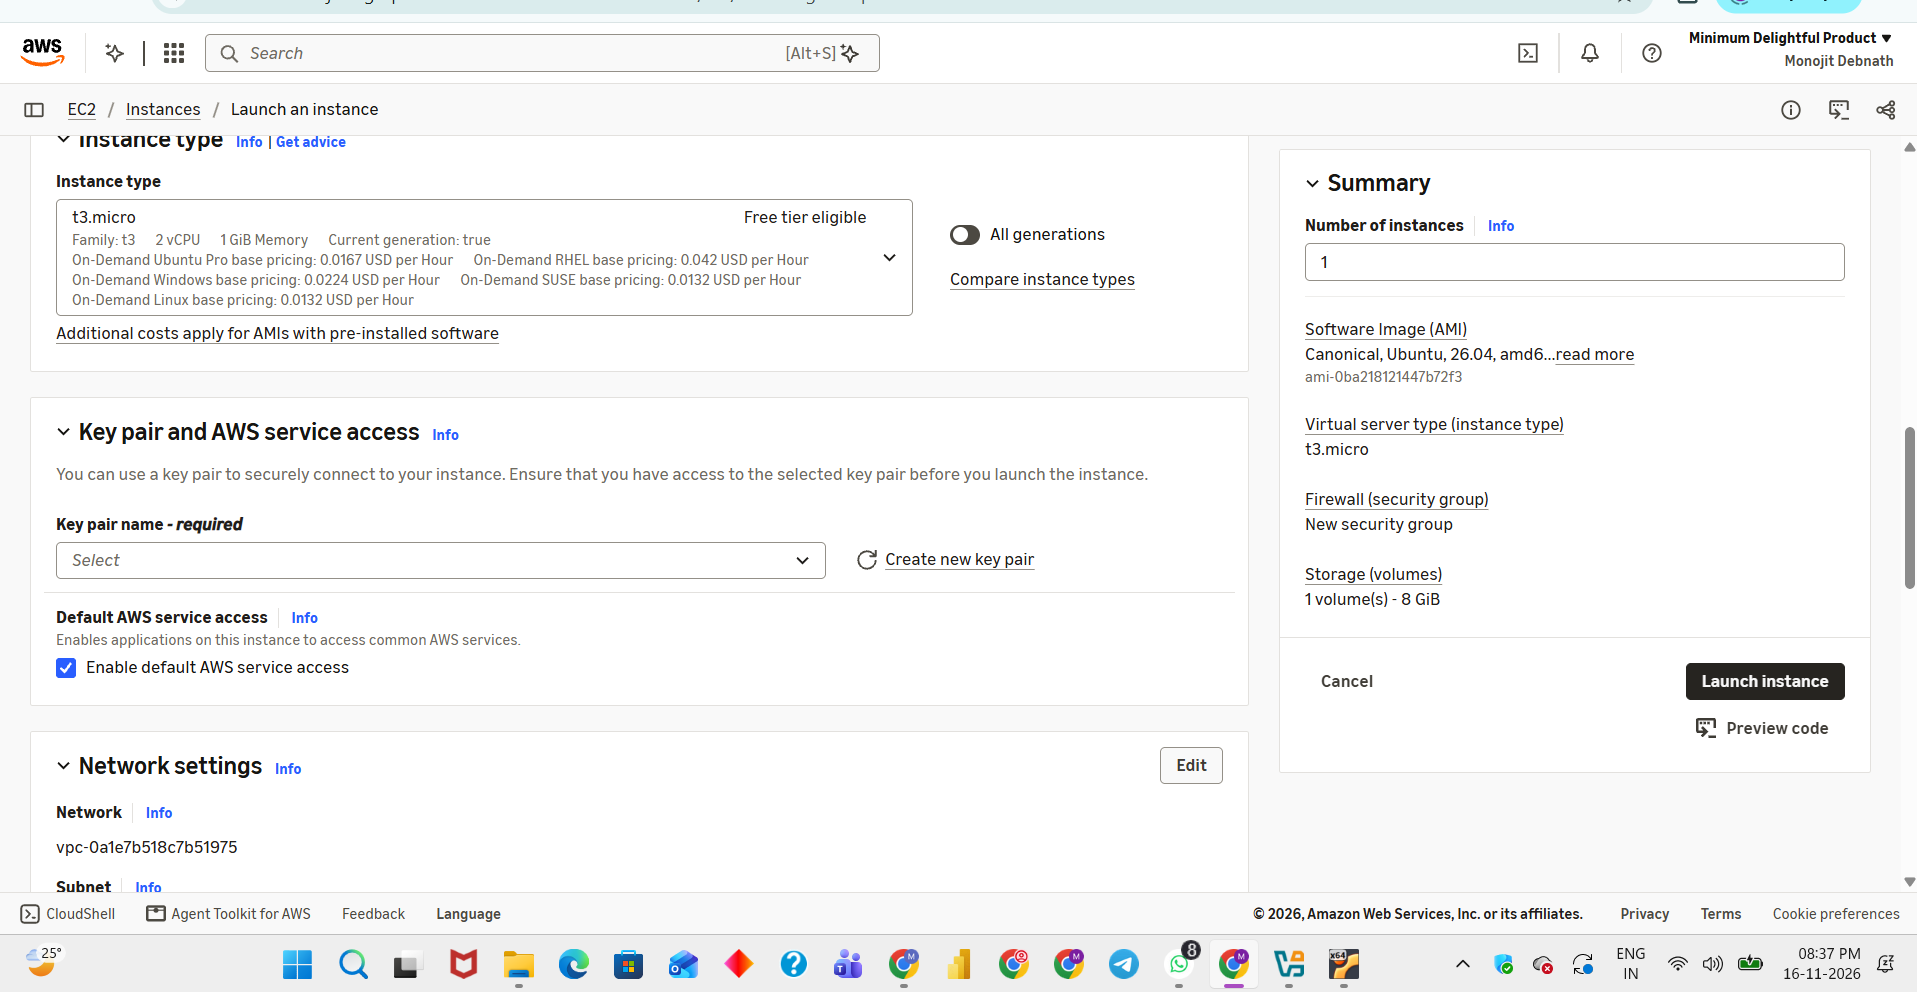 aws
Search
[Alt+S]
Minimum Delightful Product
Monojit Debnath
EC2 / Instances / Launch an instance
Instance type Info | Get advice
Instance type
t3.micro Free tier eligible
Family: t3 2 vCPU 1 GiB Memory Current generation: true
On-Demand Ubuntu Pro base pricing: 0.0167 USD per Hour On-Demand RHEL base pricing: 0.042 USD per Hour
On-Demand Windows base pricing: 0.0224 USD per Hour On-Demand SUSE base pricing: 0.0132 USD per Hour
On-Demand Linux base pricing: 0.0132 USD per Hour
All generations
Compare instance types
Additional costs apply for AMIs with pre-installed software
Key pair and AWS service access Info
You can use a key pair to securely connect to your instance. Ensure that you have access to the selected key pair before you launch the instance.
Key pair name - required
Select
Create new key pair
Default AWS service access Info
Enables applications on this instance to access common AWS services.
Enable default AWS service access
Network settings Info
Edit
Network Info
vpc-0a1e7b518c7b51975
Subnet Info
Summary
Number of instances Info
1
Software Image (AMI)
Canonical, Ubuntu, 26.04, amd6...read more
ami-0ba218121447b72f3
Virtual server type (instance type)
t3.micro
Firewall (security group)
New security group
Storage (volumes)
1 volume(s) - 8 GiB
Cancel
Launch instance
Preview code
CloudShell Agent Toolkit for AWS Feedback Language
© 2026, Amazon Web Services, Inc. or its affiliates. Privacy Terms Cookie preferences
25°
8
x64
ENG
IN
08:37 PM
16-11-2026